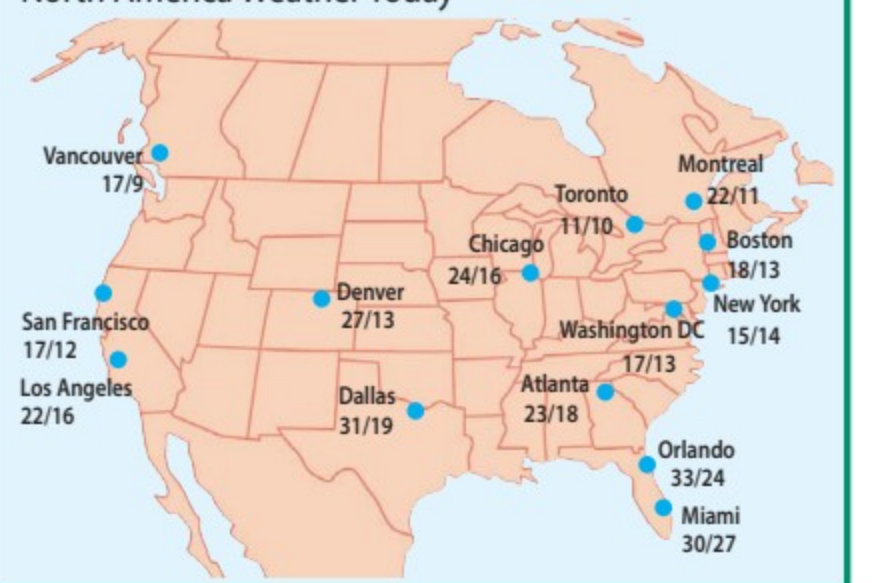 North America Weather Today
Vancouver
17/9
Montreal
22/11
Toronto
11/10
Boston
18/13
Chicago
24/16
New York
15/14
Denver
27/13
San Francisco
17/12
Washington DC
17/13
Los Angeles
22/16
Atlanta
23/18
Dallas
31/19
Orlando
33/24
Miami
30/27